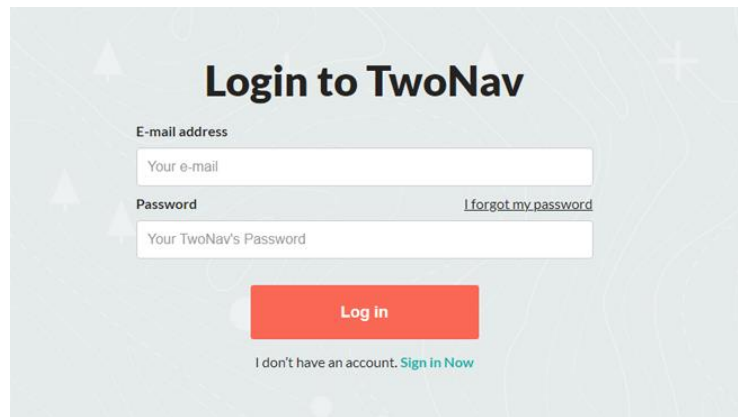 Login to TwoNav
E-mail address
Your e-mail
Password I forgot my password
Your TwoNav's Password
Log in
I don't have an account. Sign in Now